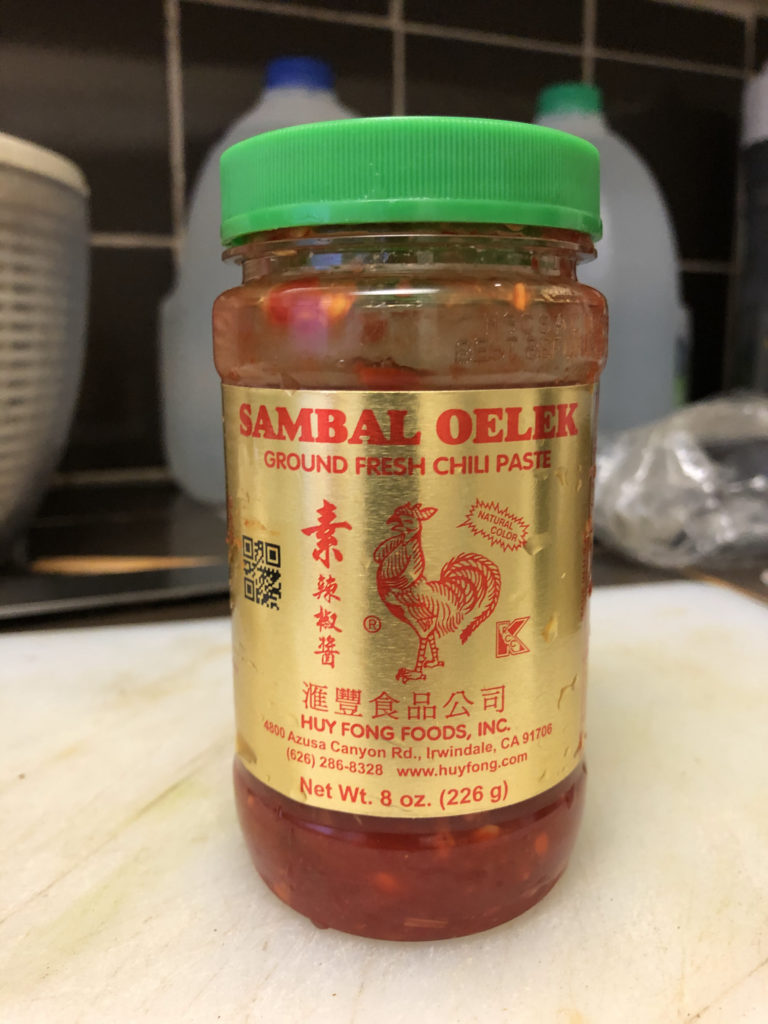 BEST
SAMBAL OELEK
GROUND FRESH CHILI PASTE
素辣椒醬
NATURAL
COLOR
®
K
滙豐食品公司
HUY FONG FOODS, INC.
4800 Azusa Canyon Rd., Irwindale, CA 91706
(626) 286-8328 www.huyfong.com
Net Wt. 8 oz. (226 g)